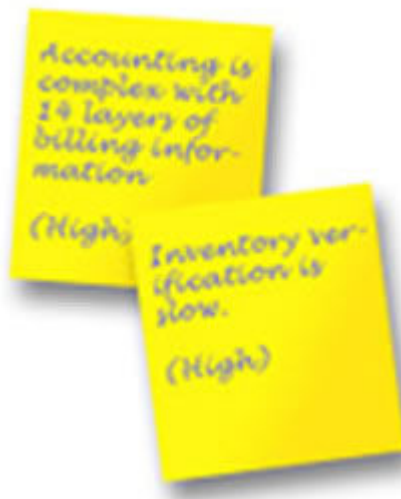 Accounting is
complex with
14 layers of
billing infor-
mation
(High)
Inventory ver-
ification is
slow.
(High)